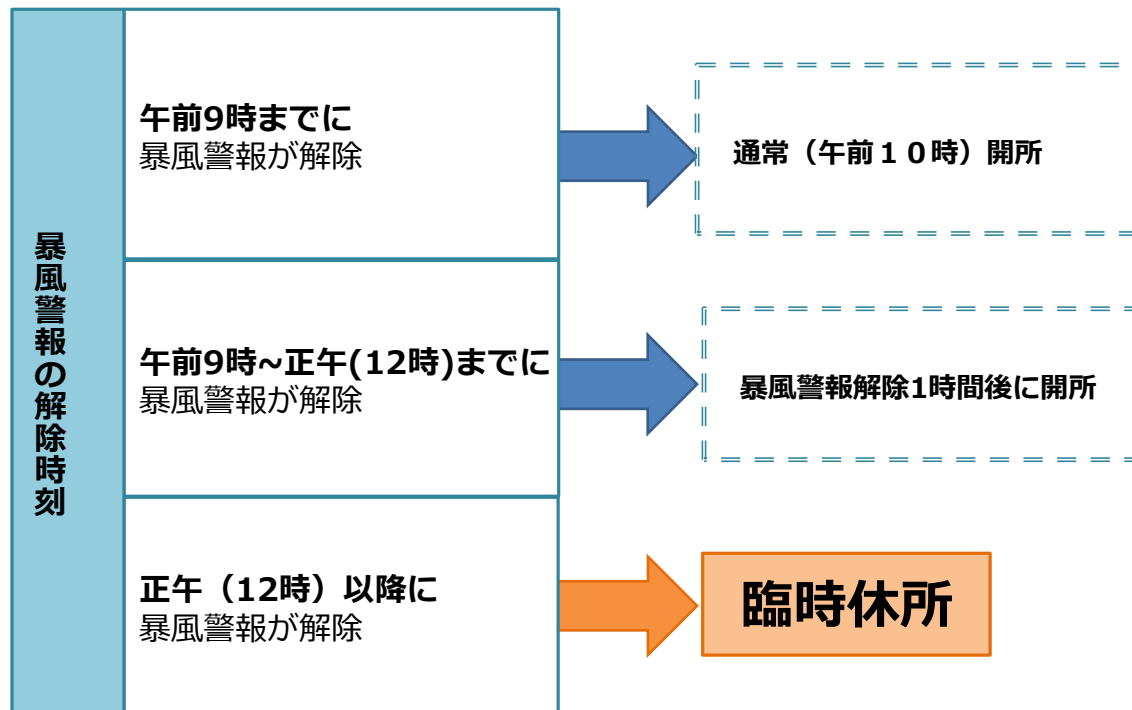 暴風警報の解除時刻
午前9時までに
暴風警報が解除
通常（午前１０時）開所
午前9時~正午(12時)までに
暴風警報が解除
暴風警報解除1時間後に開所
正午（12時）以降に
暴風警報が解除
臨時休所